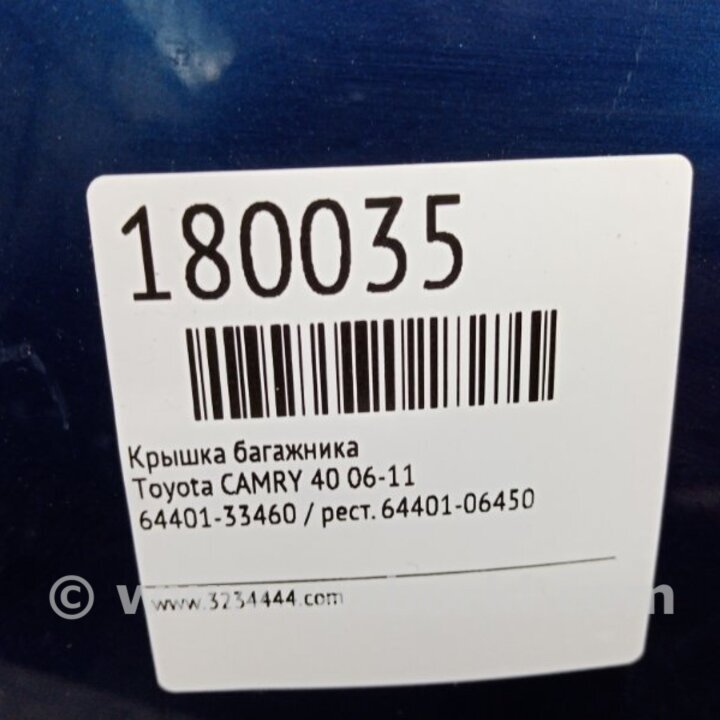 180035
Крышка багажника
Toyota CAMRY 40 06-11
64401-33460 / рест. 64401-06450
www.3234444.com